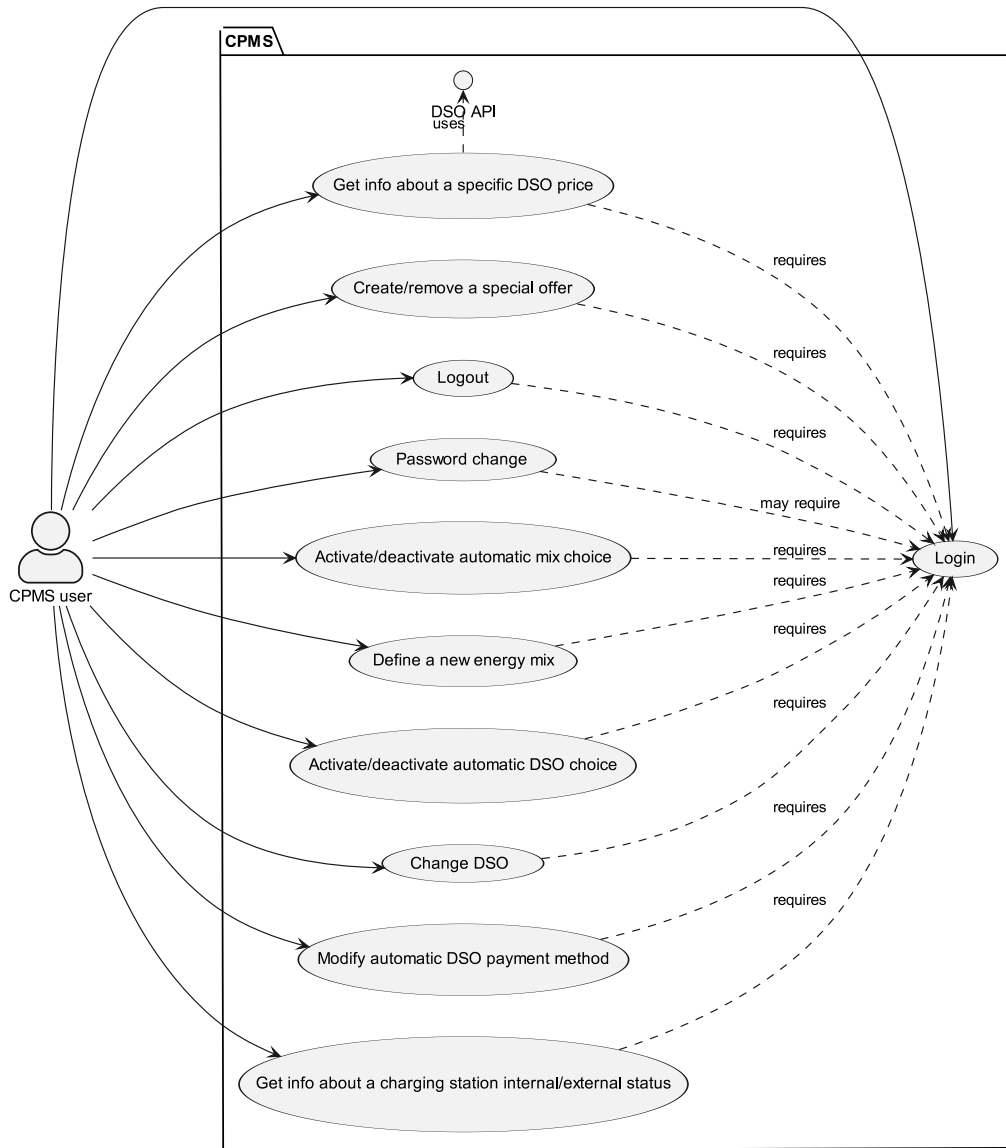 CPMS
DSO API
uses
Get info about a specific DSO price
requires
Create/remove a special offer
requires
Logout
requires
Password change
may require
Activate/deactivate automatic mix choice
requires
Login
requires
CPMS user
Define a new energy mix
requires
requires
Activate/deactivate automatic DSO choice
requires
Change DSO
requires
Modify automatic DSO payment method
Get info about a charging station internal/external status